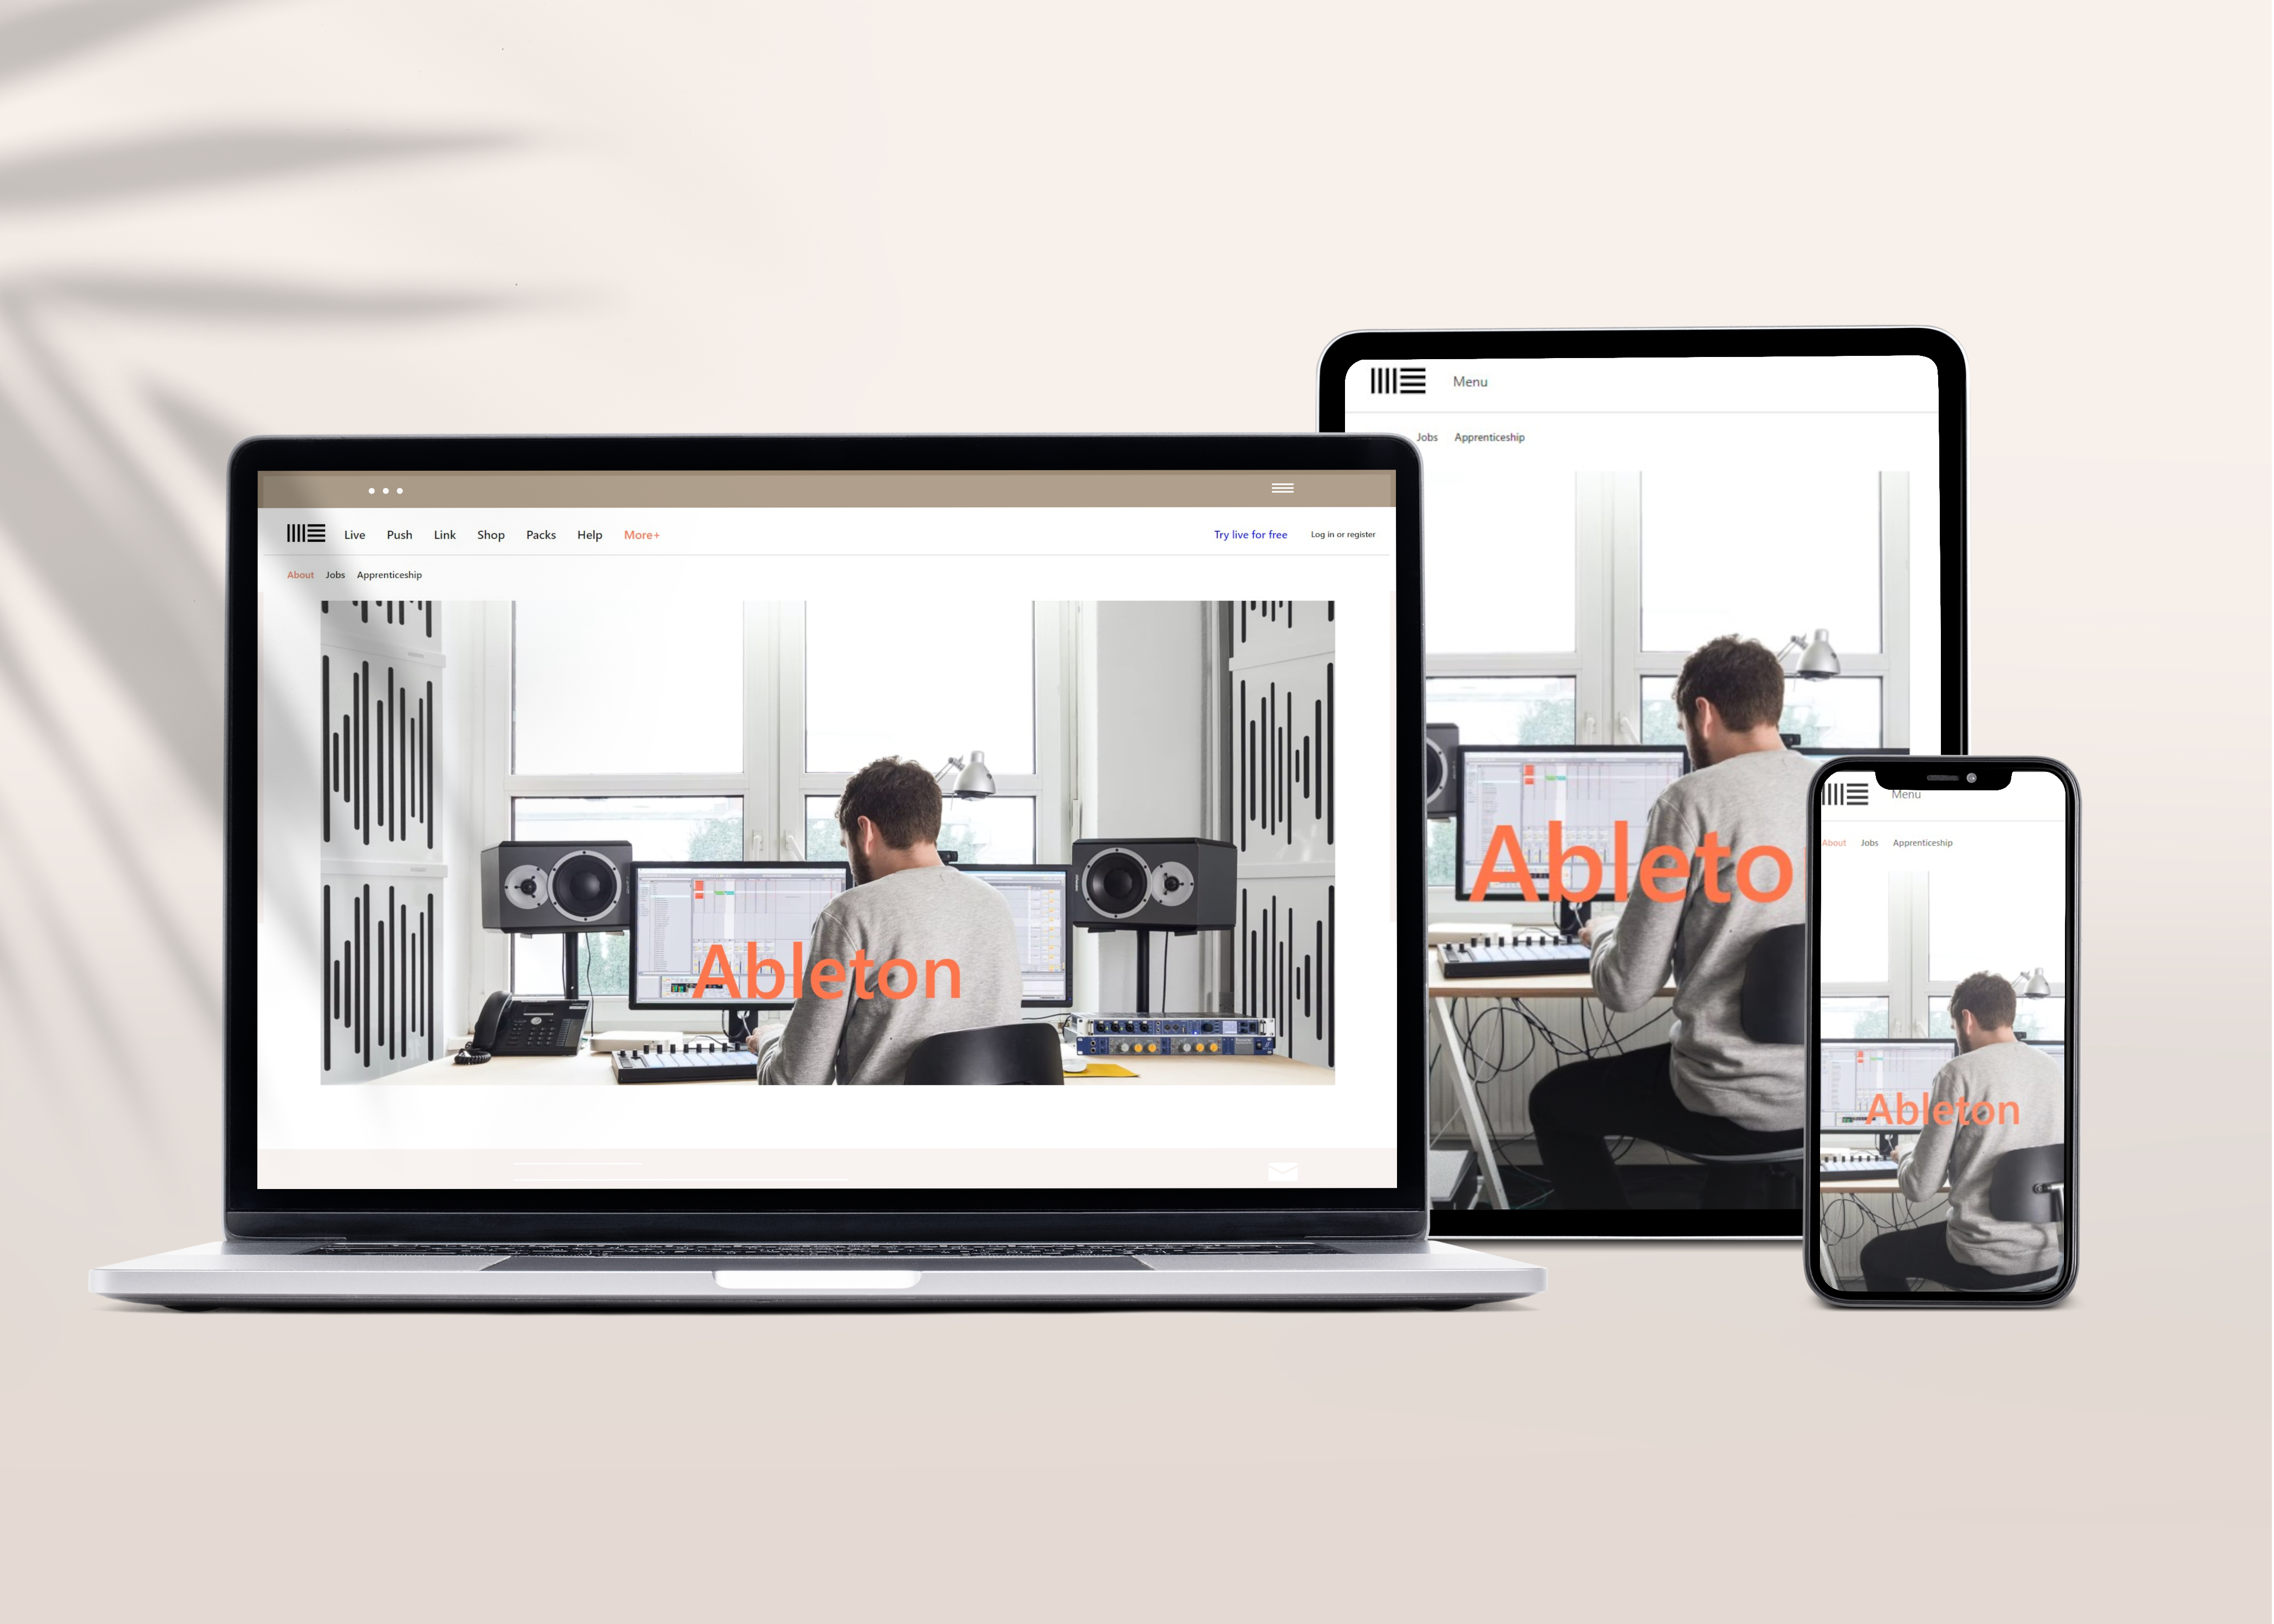 Live Push Link Shop Packs Help More+ Try live for free Log in or register
About Jobs Apprenticeship
Ableton
Menu
Jobs Apprenticeship
Ableto
Menu
About Jobs Apprenticeship
Ableton